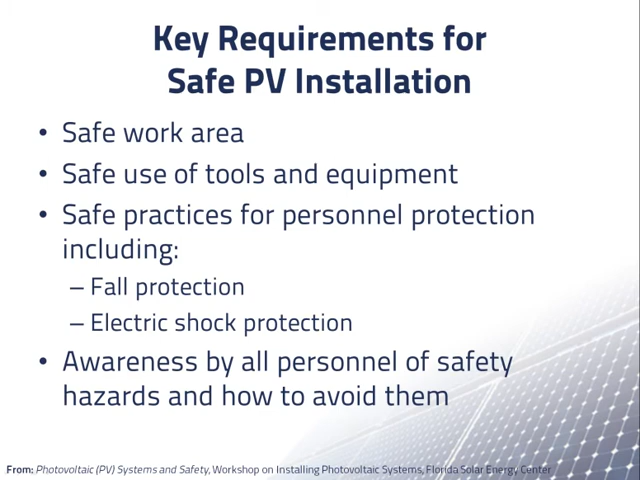 Key Requirements for
Safe PV Installation
• Safe work area
• Safe use of tools and equipment
• Safe practices for personnel protection
including:
– Fall protection
– Electric shock protection
• Awareness by all personnel of safety
hazards and how to avoid them
From: Photovoltaic (PV) Systems and Safety, Workshop on Installing Photovoltaic Systems, Florida Solar Energy Center